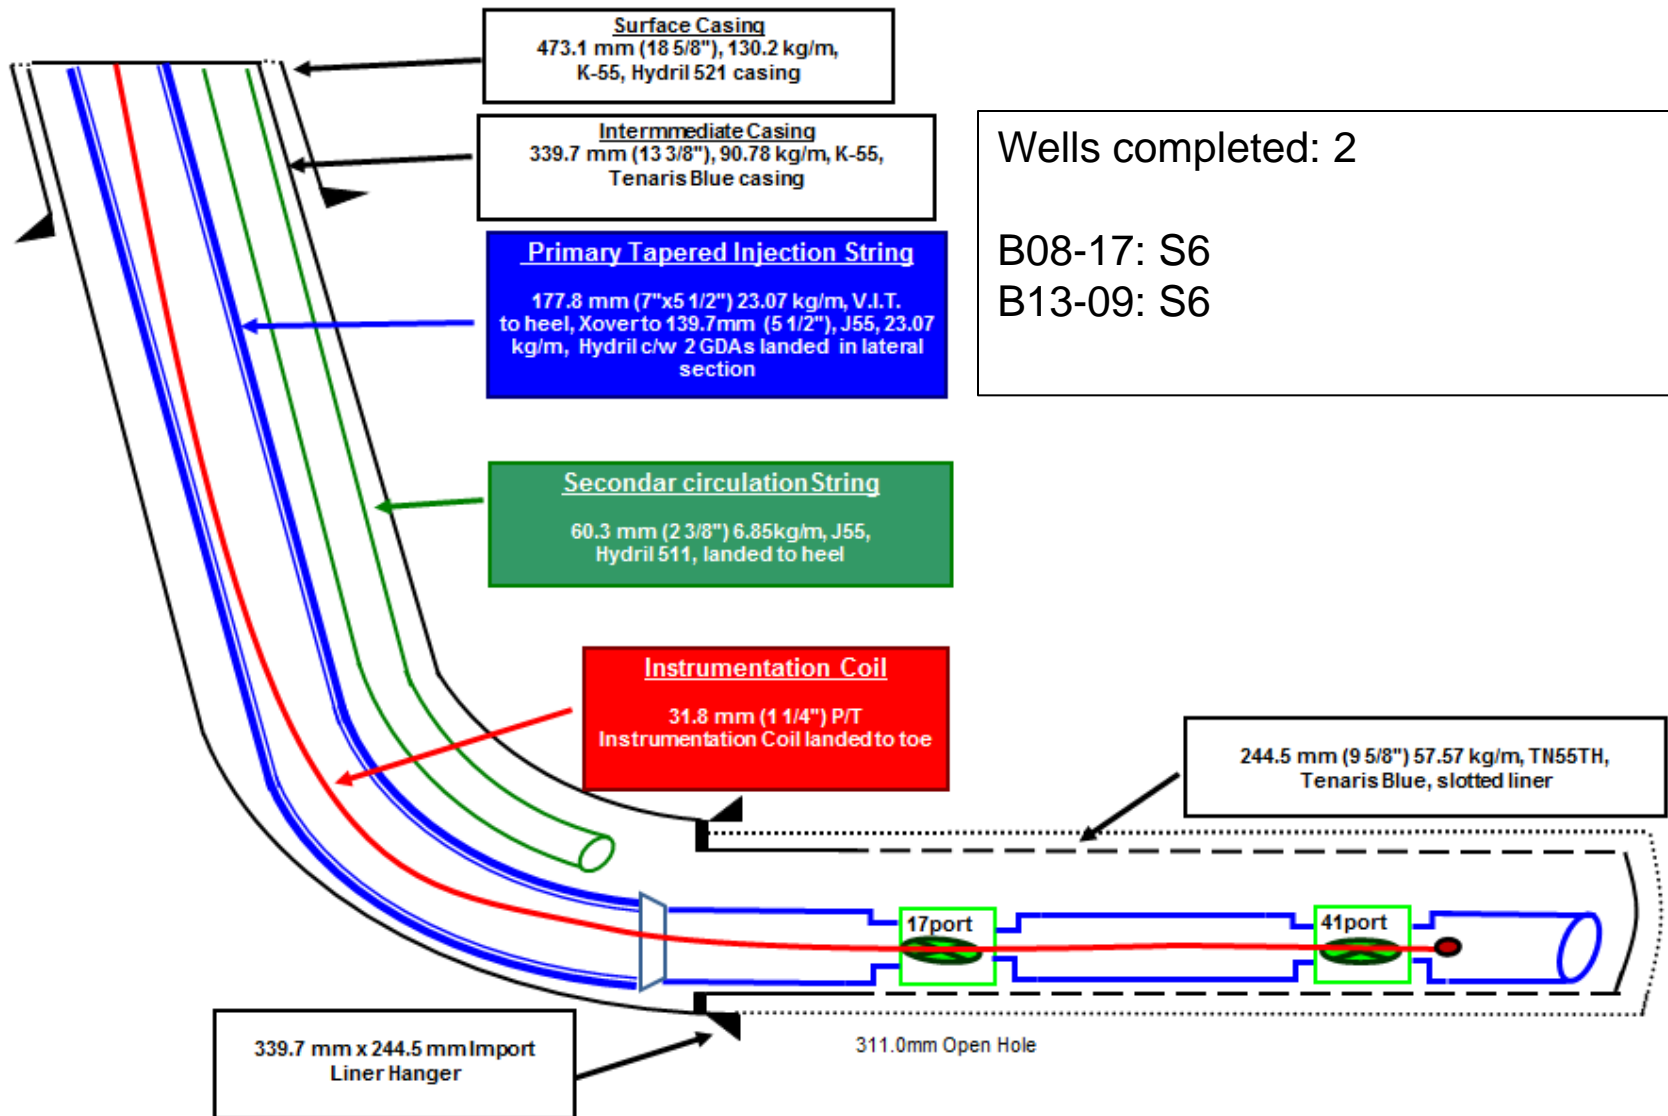 Surface Casing
473.1 mm (18 5/8"), 130.2 kg/m,
K-55, Hydril 521 casing
Intermmediate Casing
339.7 mm (13 3/8"), 90.78 kg/m, K-55,
Tenaris Blue casing
Wells completed: 2
B08-17: S6
B13-09: S6
Primary Tapered Injection String
177.8 mm (7"x5 1/2") 23.07 kg/m, V.I.T.
to heel, Xover to 139.7mm (5 1/2"), J55, 23.07
kg/m, Hydril c/w 2 GDAs landed in lateral
section
Secondar circulation String
60.3 mm (2 3/8") 6.85kg/m, J55,
Hydril 511, landed to heel
Instrumentation Coil
31.8 mm (1 1/4") P/T
Instrumentation Coil landed to toe
244.5 mm (9 5/8") 57.57 kg/m, TN55TH,
Tenaris Blue, slotted liner
17port
41port
339.7 mm x 244.5 mm Import
Liner Hanger
311.0mm Open Hole